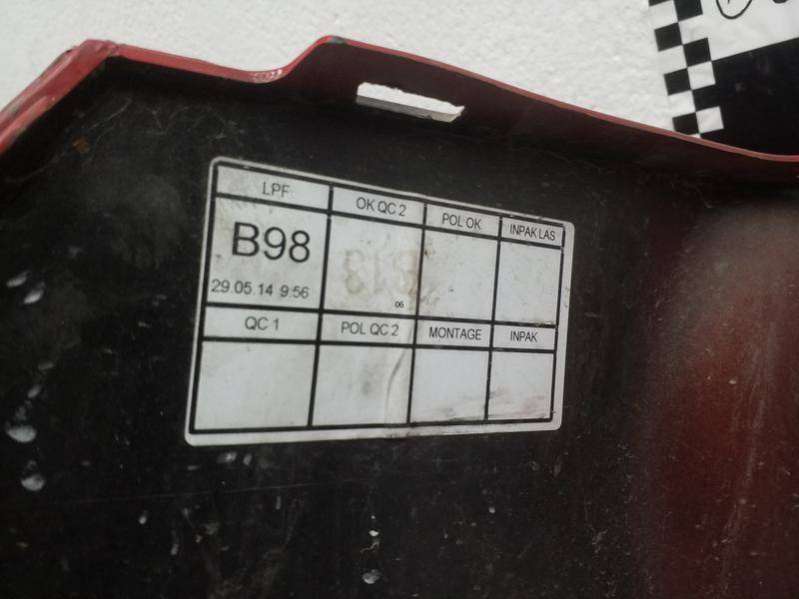 LPF
OK QC 2
POL OK
INPAK LAS
B98
29.05.14 9:56
06
QC 1
POL QC 2
MONTAGE
INPAK